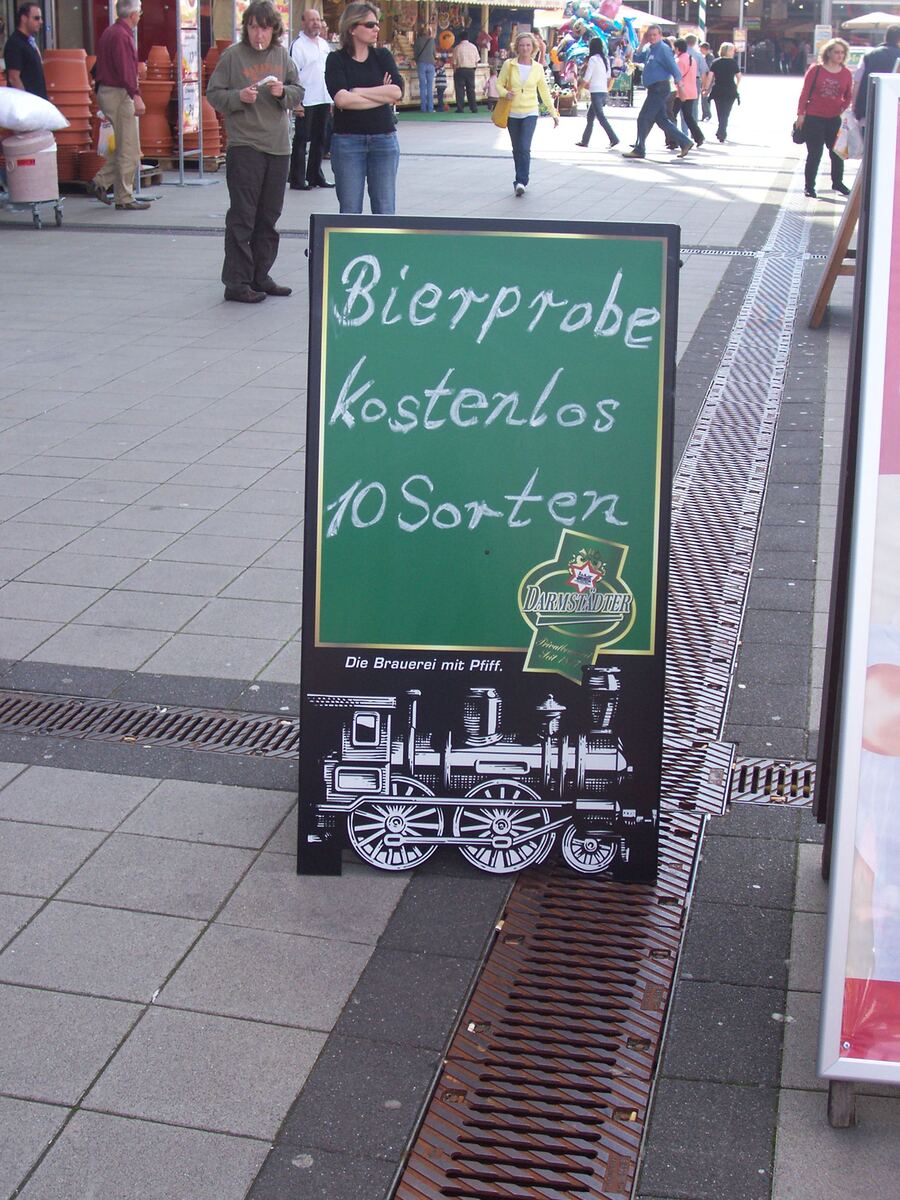 Bierprobe
kostenlos
10 Sorten
DARMSTÄDTER
Die Brauerei mit Pfiff.